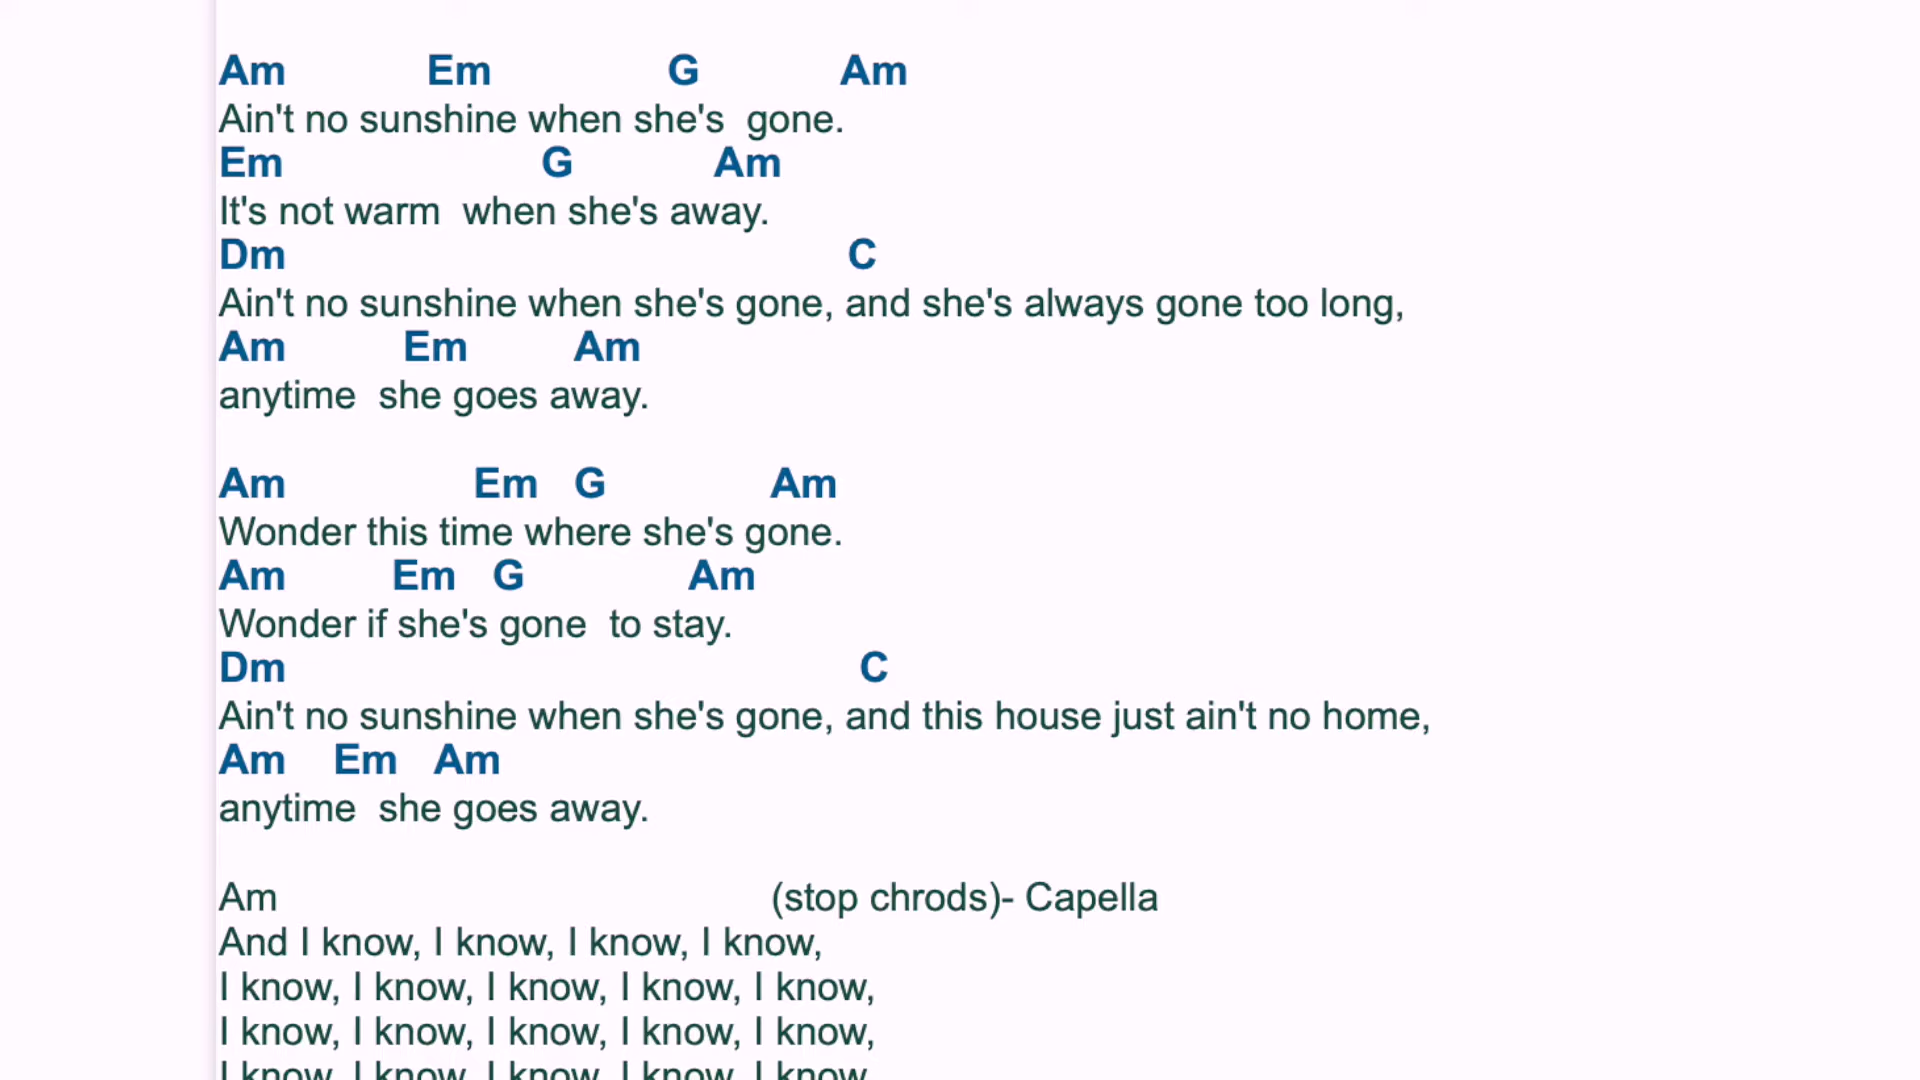 Am Em G Am
Ain't no sunshine when she's gone.
Em G Am
It's not warm when she's away.
Dm C
Ain't no sunshine when she's gone, and she's always gone too long,
Am Em Am
anytime she goes away.
Am Em G Am
Wonder this time where she's gone.
Am Em G Am
Wonder if she's gone to stay.
Dm C
Ain't no sunshine when she's gone, and this house just ain't no home,
Am Em Am
anytime she goes away.
Am (stop chrods)- Capella
And I know, I know, I know, I know,
I know, I know, I know, I know, I know,
I know, I know, I know, I know, I know,
I know, I know, I know, I know, I know,